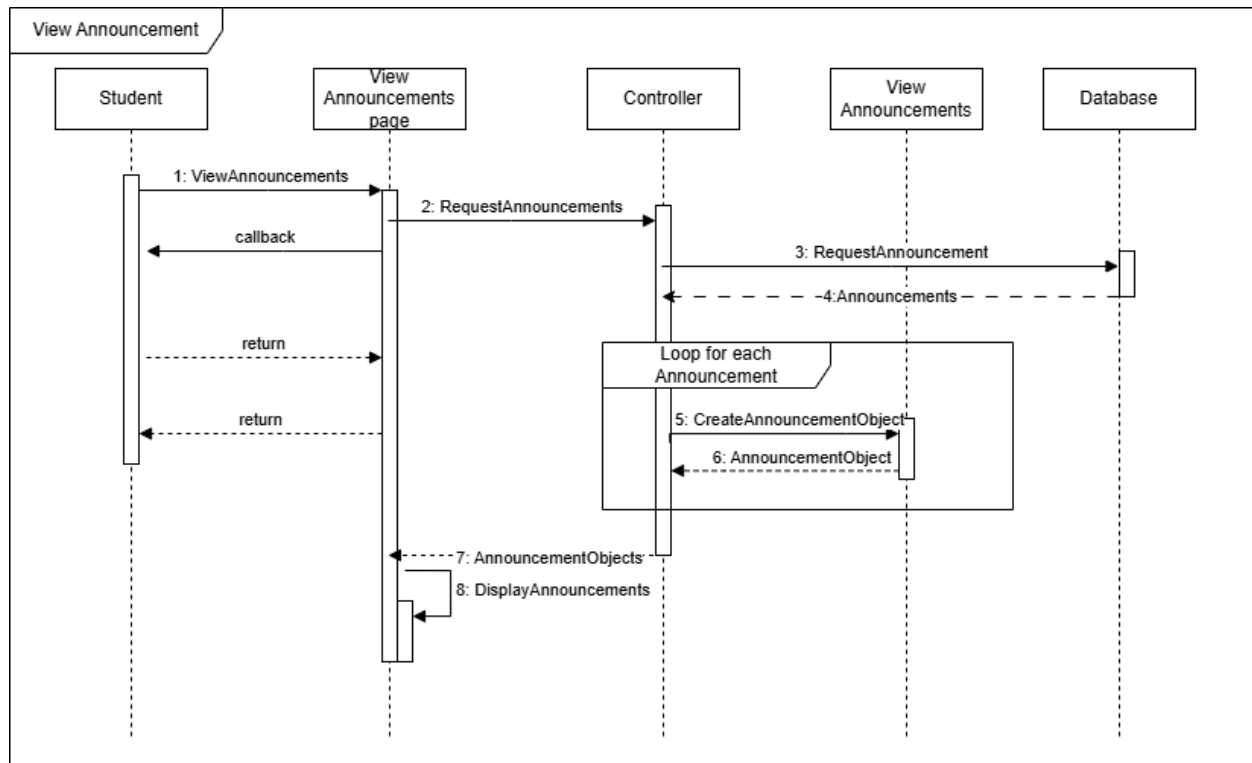 View Announcement
Student
View
Announcements
page
Controller
View
Announcements
Database
1: ViewAnnouncements
2: RequestAnnouncements
callback
3: RequestAnnouncement
4:Announcements
return
Loop for each
Announcement
return
5: CreateAnnouncementObject
6: AnnouncementObject
7: AnnouncementObjects
8: DisplayAnnouncements